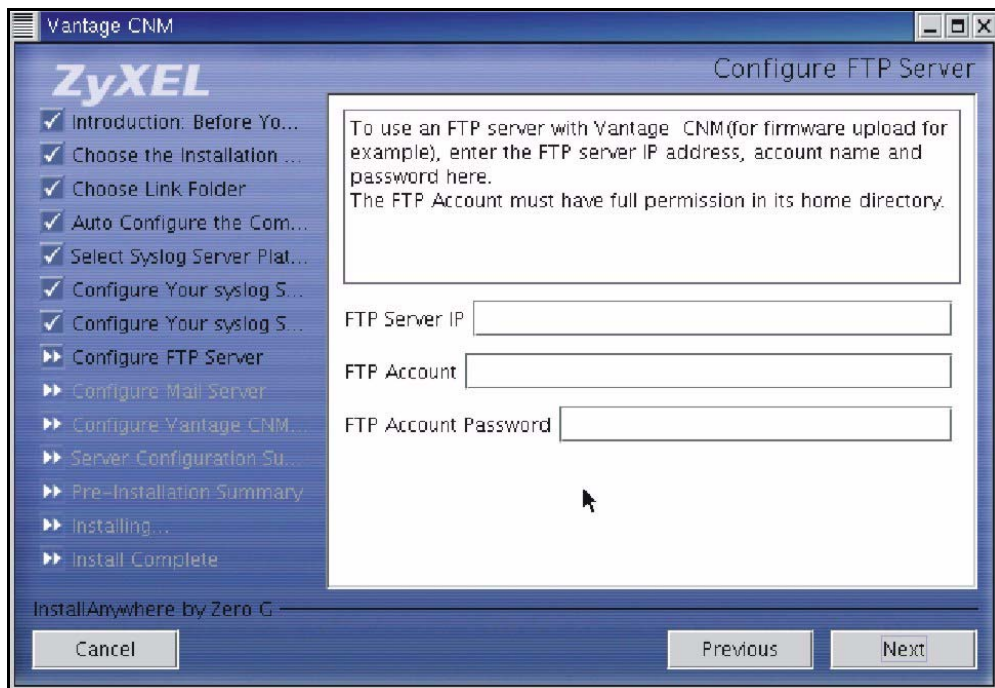 Vantage CNM
ZyXEL
Configure FTP Server
Introduction: Before Yo...
Choose the Installation ...
Choose Link Folder
Auto Configure the Com...
Select Syslog Server Plat...
Configure Your syslog S...
Configure Your syslog S...
Configure FTP Server
Configure Mail Server
Configure Vantage CNM...
Server Configuration Su...
Pre-Installation Summary
Installing...
Install Complete
To use an FTP server with Vantage CNM(for firmware upload for
example), enter the FTP server IP address, account name and
password here.
The FTP Account must have full permission in its home directory.
FTP Server IP
FTP Account
FTP Account Password
InstallAnywhere by Zero G
Cancel
Previous
Next